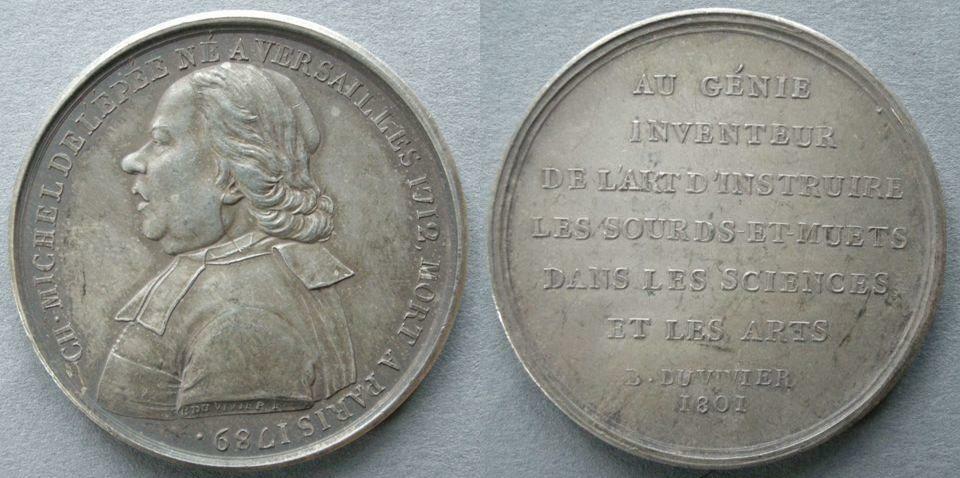 CH · MICHEL DE L'EPÉE NÉ A VERSAILLES 1712, MORT A PARIS 1789 ·
DUVIVIER
AU GÉNIE
INVENTEUR
DE L'ART D'INSTRUIRE
LES SOURDS-ET-MUETS
DANS LES SCIENCES
ET LES ARTS
B · DUVIVIER
1801